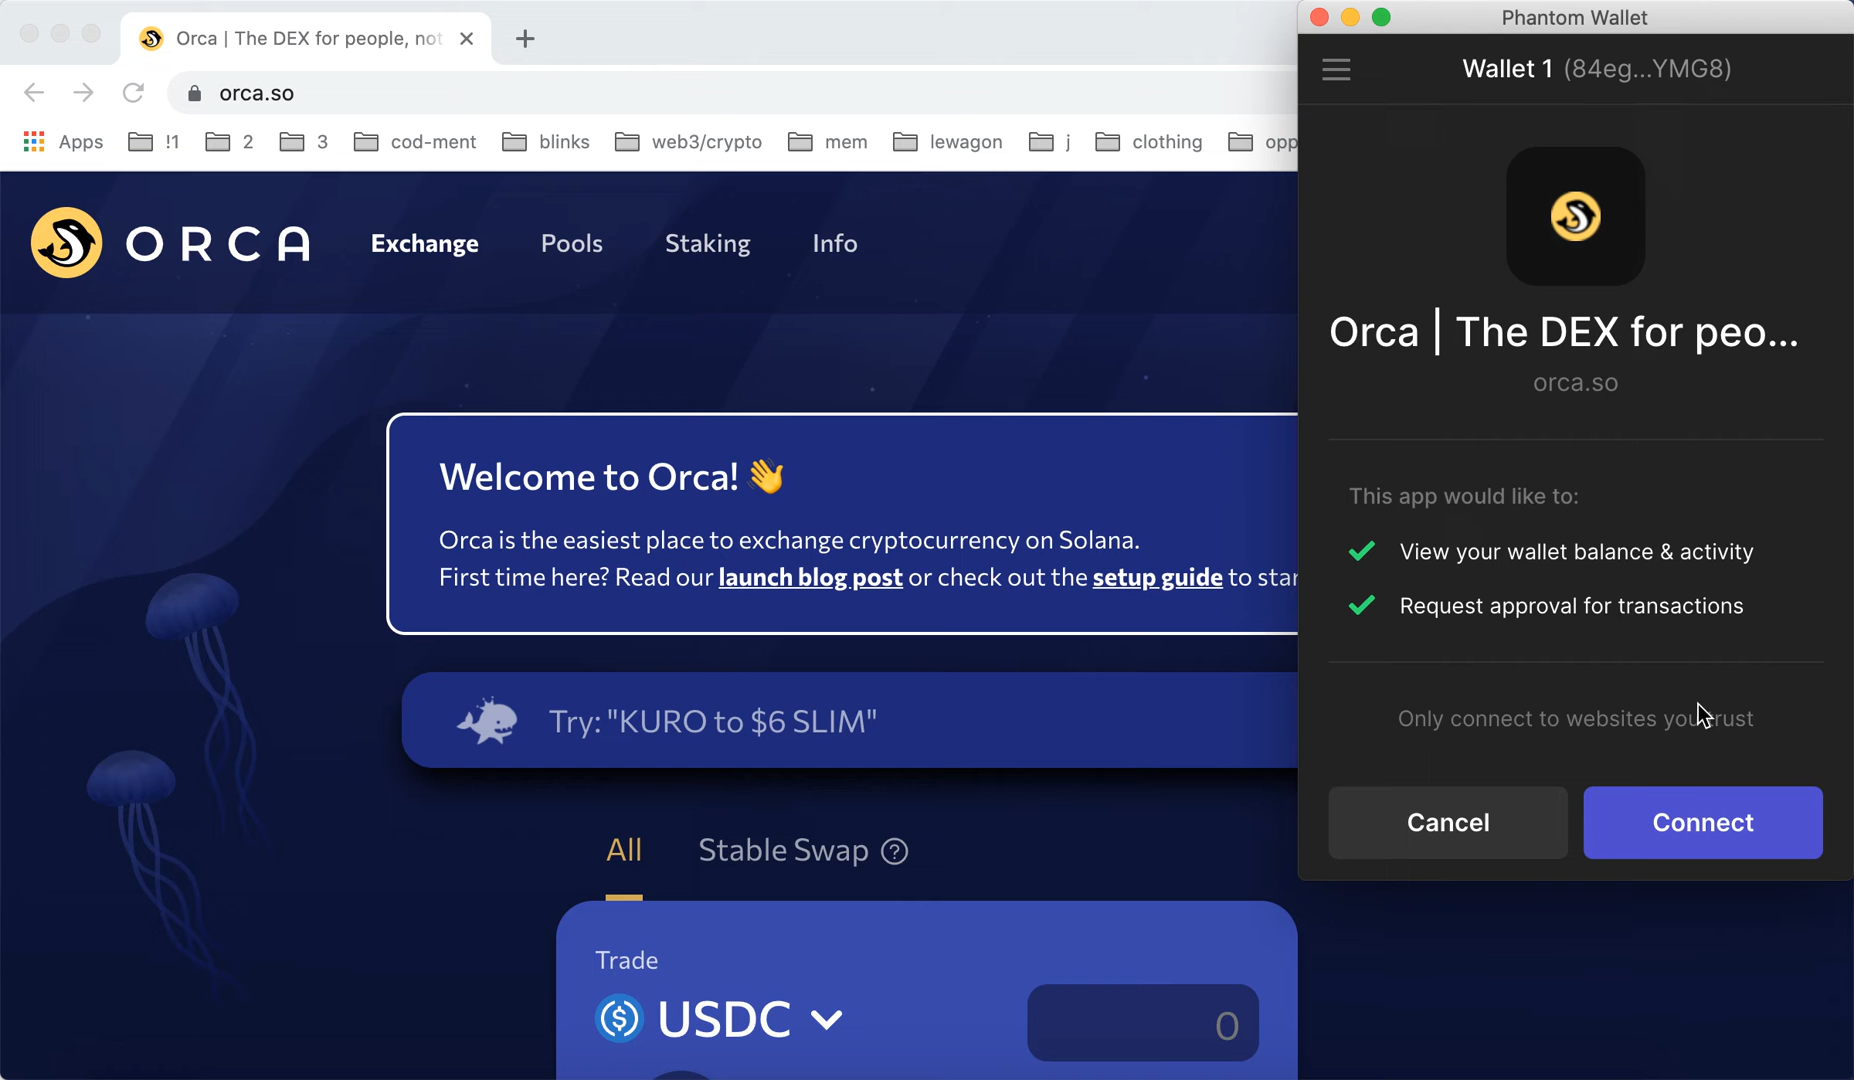 Orca | The DEX for people, not
orca.so
Apps
!1
2
3
cod-ment
blinks
web3/crypto
mem
lewagon
j
clothing
opp
ORCA
Exchange
Pools
Staking
Info
Welcome to Orca! 👋
Orca is the easiest place to exchange cryptocurrency on Solana.
First time here? Read our launch blog post or check out the setup guide to star
Try: "KURO to $6 SLIM"
All
Stable Swap ?
Trade
USDC
0
Phantom Wallet
Wallet 1 (84eg...YMG8)
Orca | The DEX for peo...
orca.so
This app would like to:
View your wallet balance & activity
Request approval for transactions
Only connect to websites you trust
Cancel
Connect